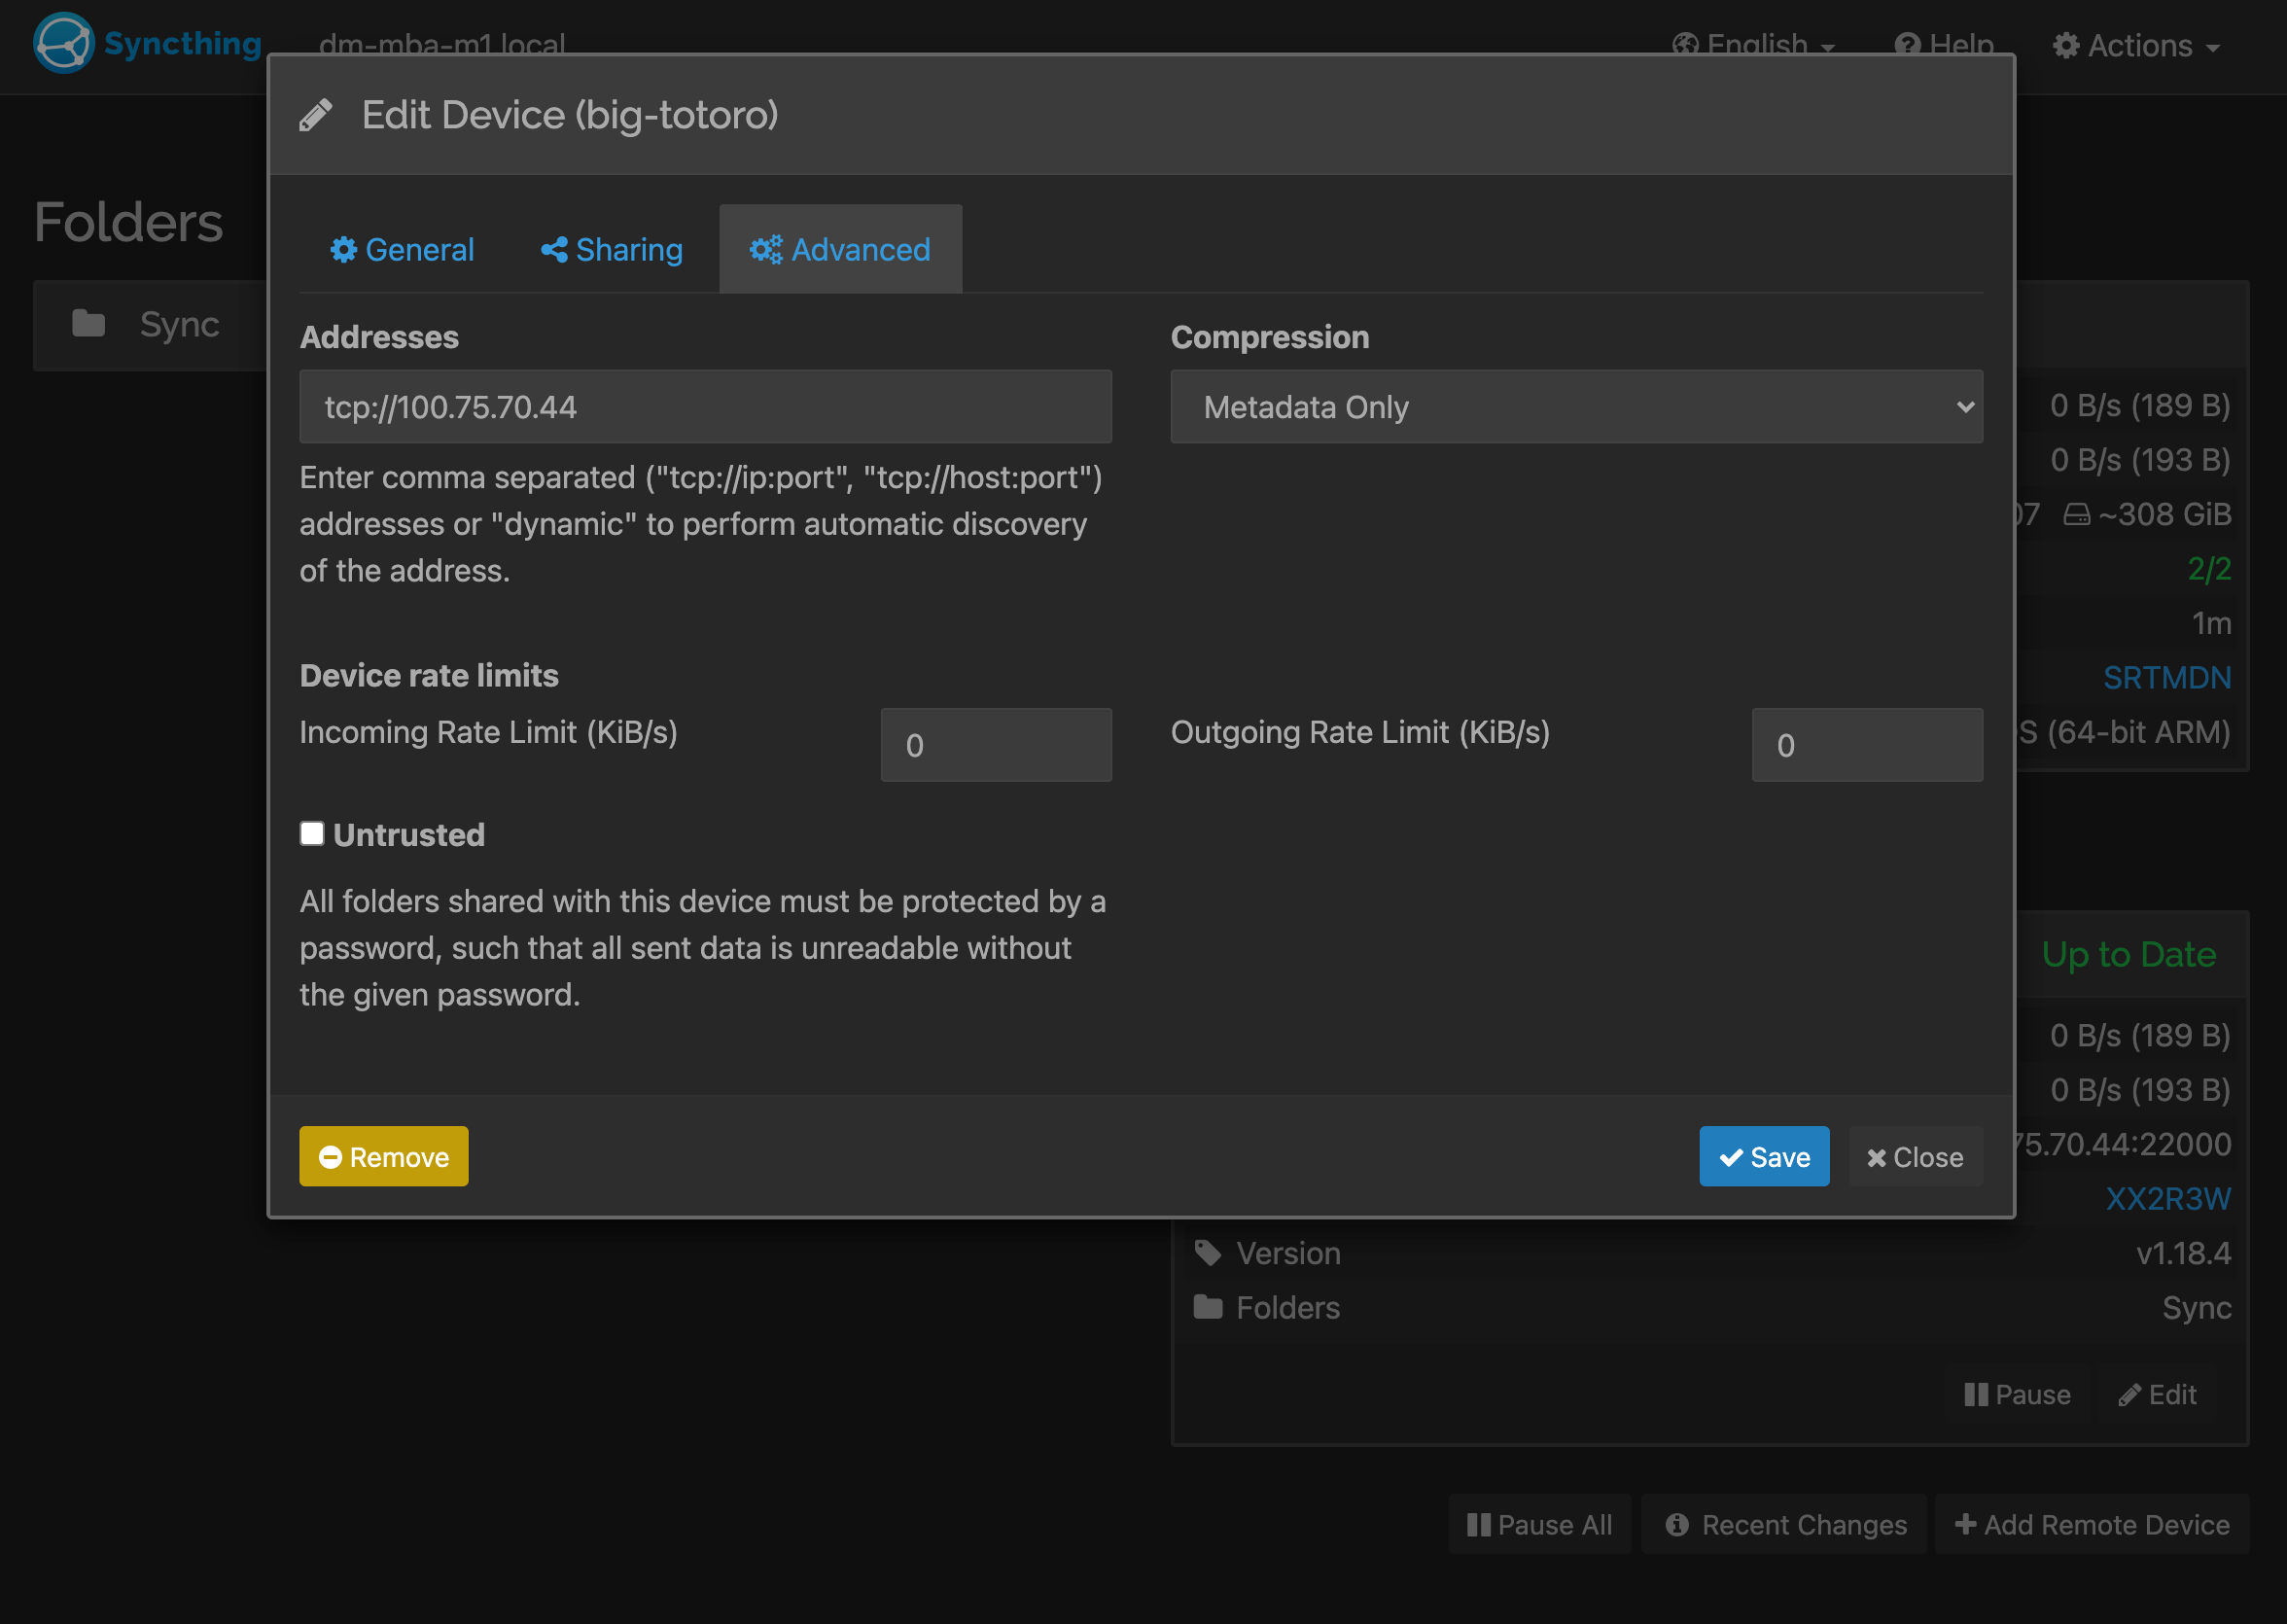 Syncthing
dm-mba-m1.local
English
Help
Actions
Edit Device (big-totoro)
General
Sharing
Advanced
Addresses
tcp://100.75.70.44
Enter comma separated ("tcp://ip:port", "tcp://host:port")
addresses or "dynamic" to perform automatic discovery
of the address.
Compression
Metadata Only
Device rate limits
Incoming Rate Limit (KiB/s)
0
Outgoing Rate Limit (KiB/s)
0
Untrusted
All folders shared with this device must be protected by a
password, such that all sent data is unreadable without
the given password.
Remove
Save
Close
Folders
Sync
0 B/s (189 B)
0 B/s (193 B)
~308 GiB
2/2
1m
SRTMDN
(64-bit ARM)
Up to Date
0 B/s (189 B)
0 B/s (193 B)
75.70.44:22000
XX2R3W
Version
v1.18.4
Folders
Sync
Pause
Edit
Pause All
Recent Changes
Add Remote Device